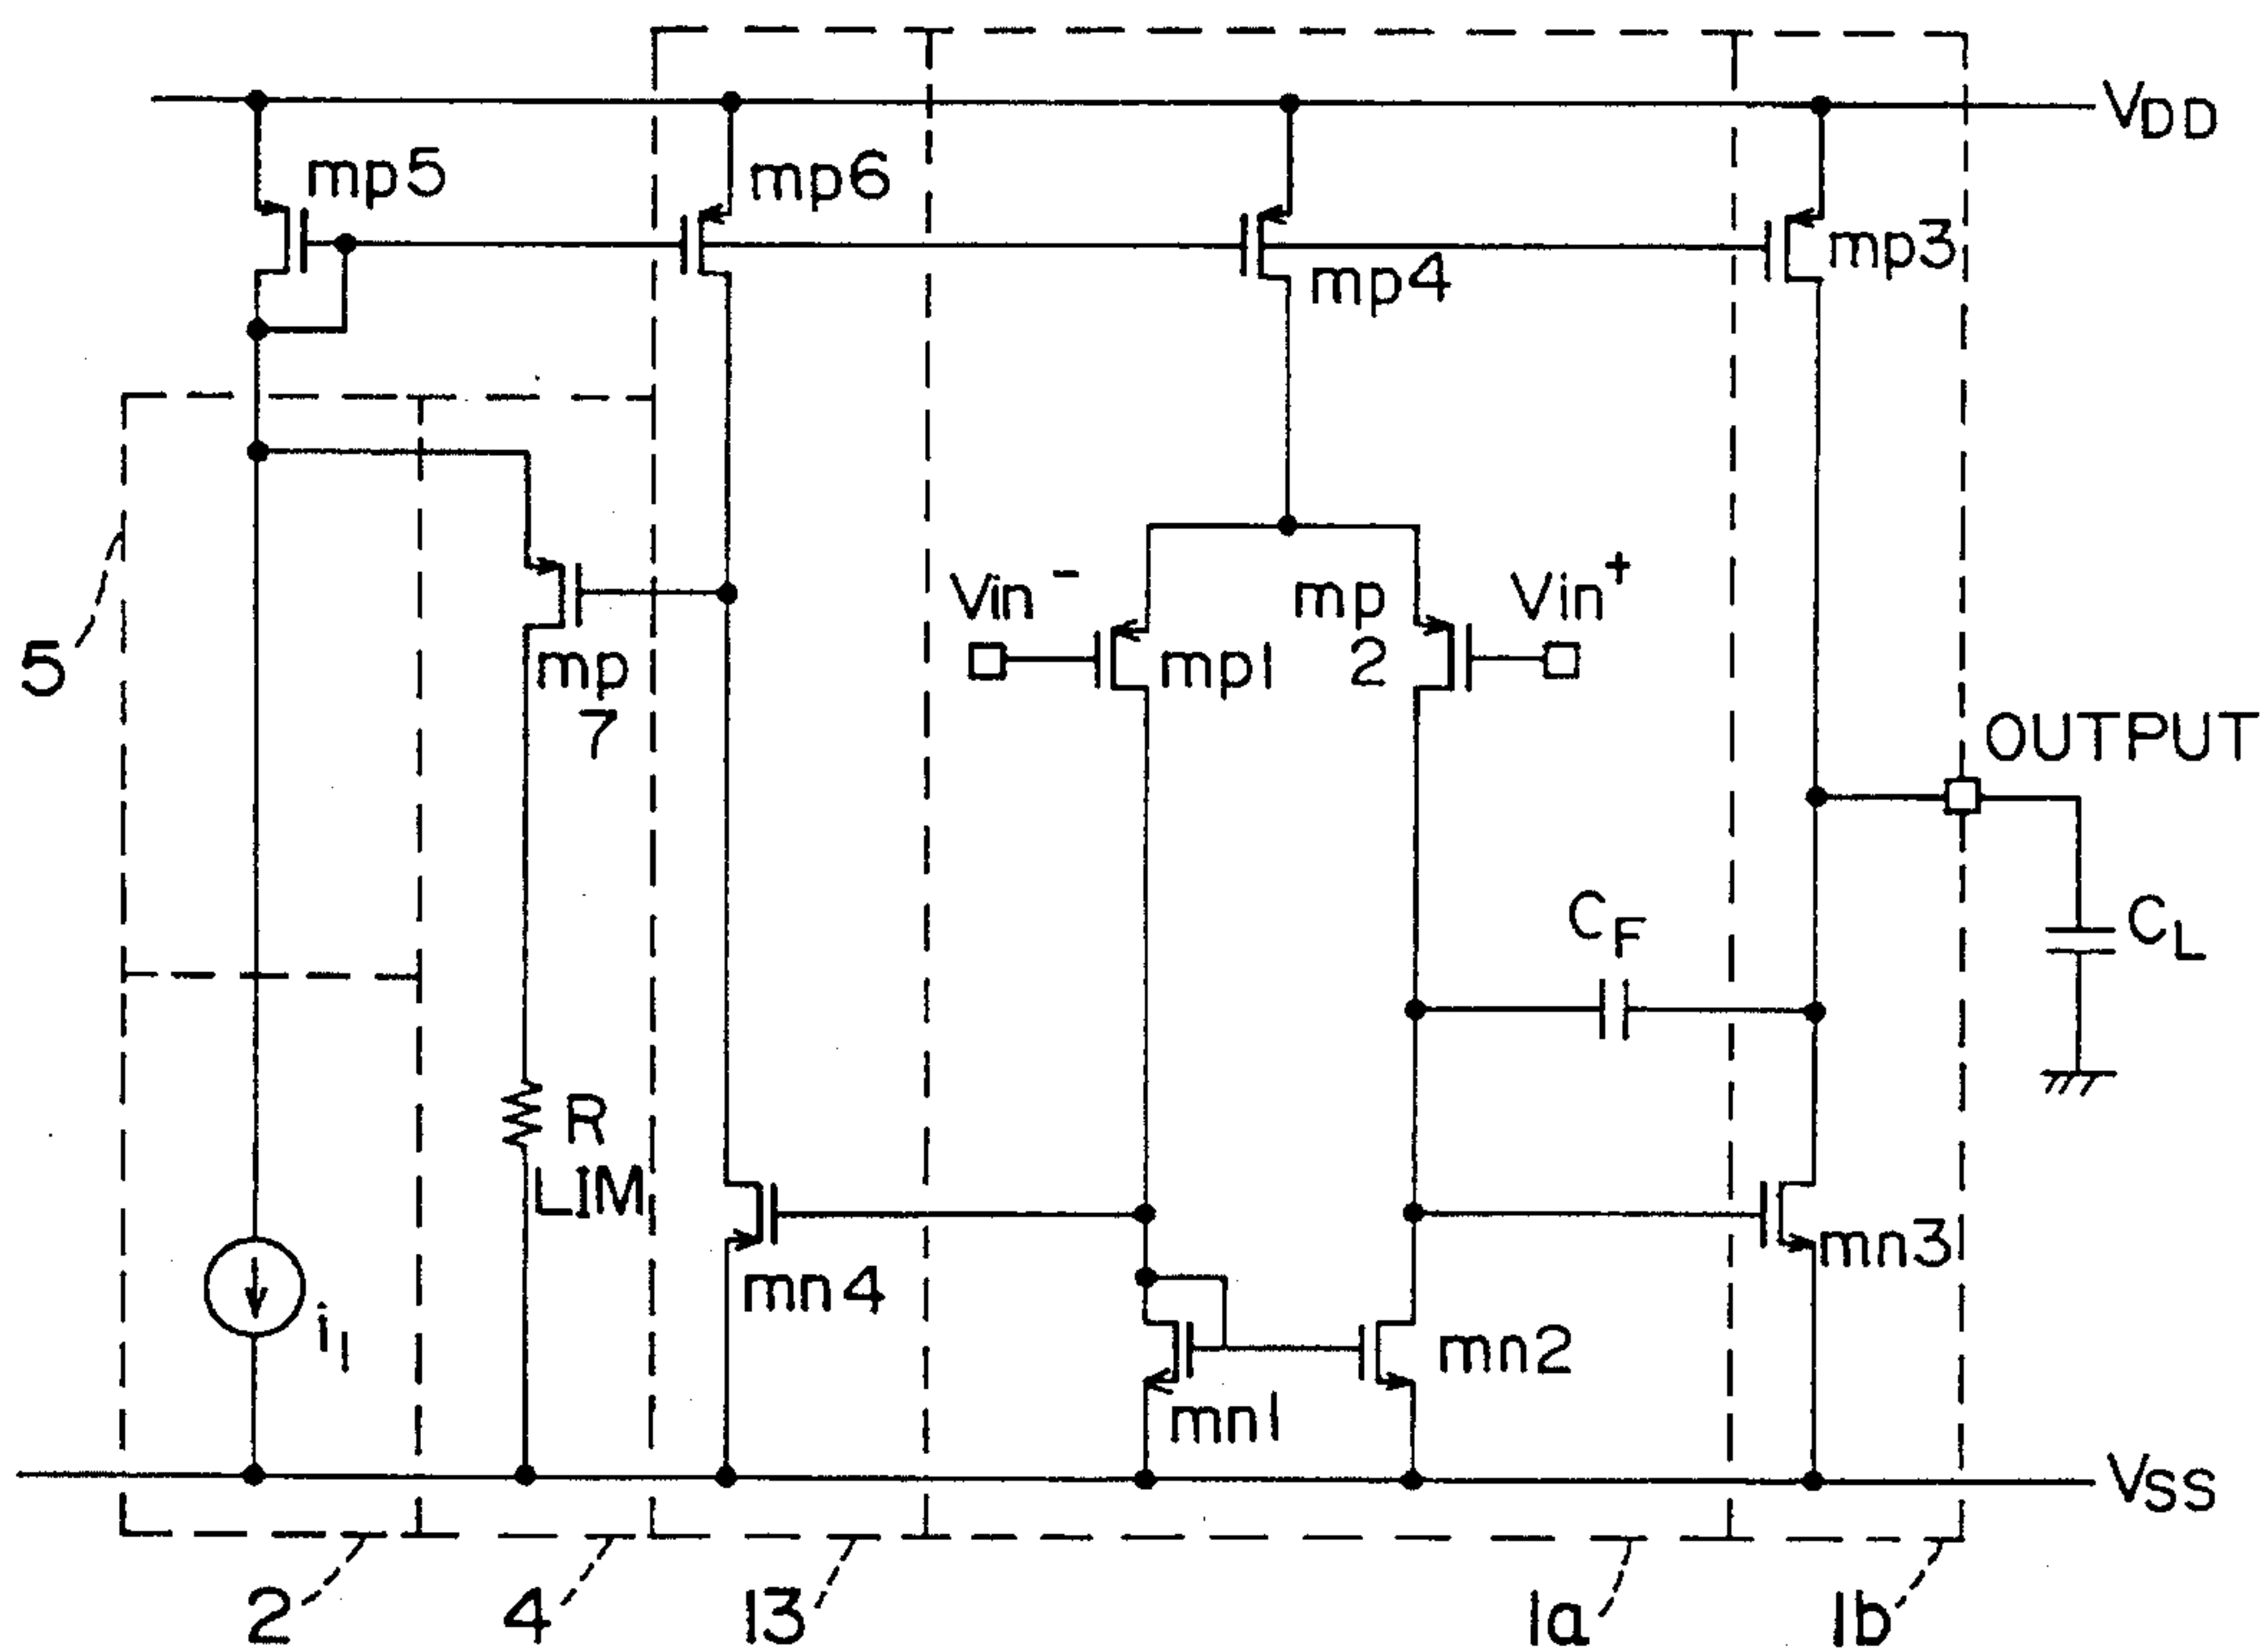 VDD
mp5
mp6
mp4
mp3
Vin-
mp1
mp
2
Vin+
mp
7
5
OUTPUT
CF
CL
R
LIM
i1
mn4
mn3
mn1
mn2
VSS
2
4
13
1a
1b